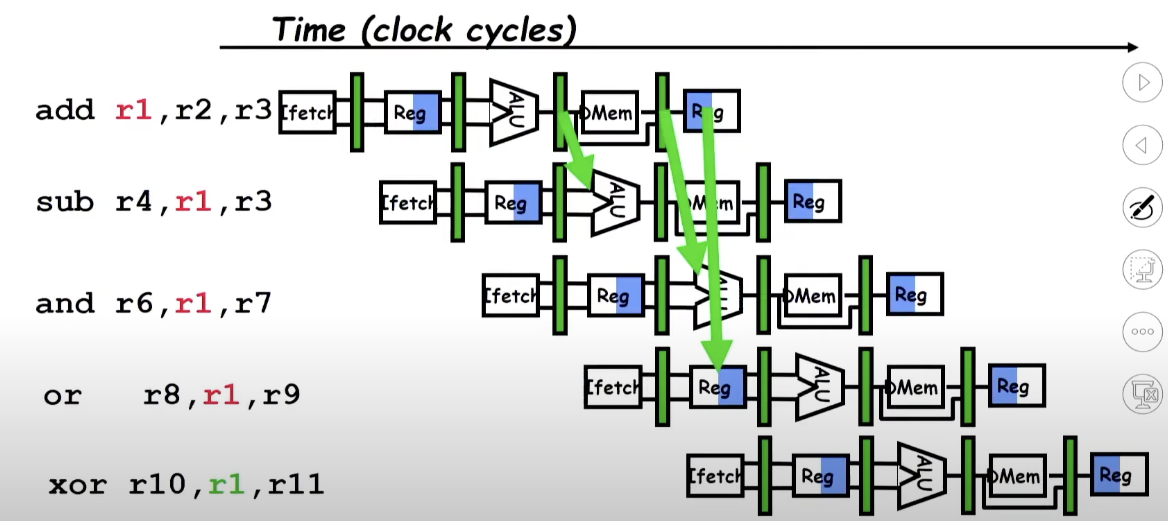 Time (clock cycles)
add r1,r2,r3 Ifetch Reg ALU DMem Reg
sub r4,r1,r3 Ifetch Reg ALU DMem Reg
and r6,r1,r7 Ifetch Reg ALU DMem Reg
or r8,r1,r9 Ifetch Reg ALU DMem Reg
xor r10,r1,r11 Ifetch Reg ALU DMem Reg